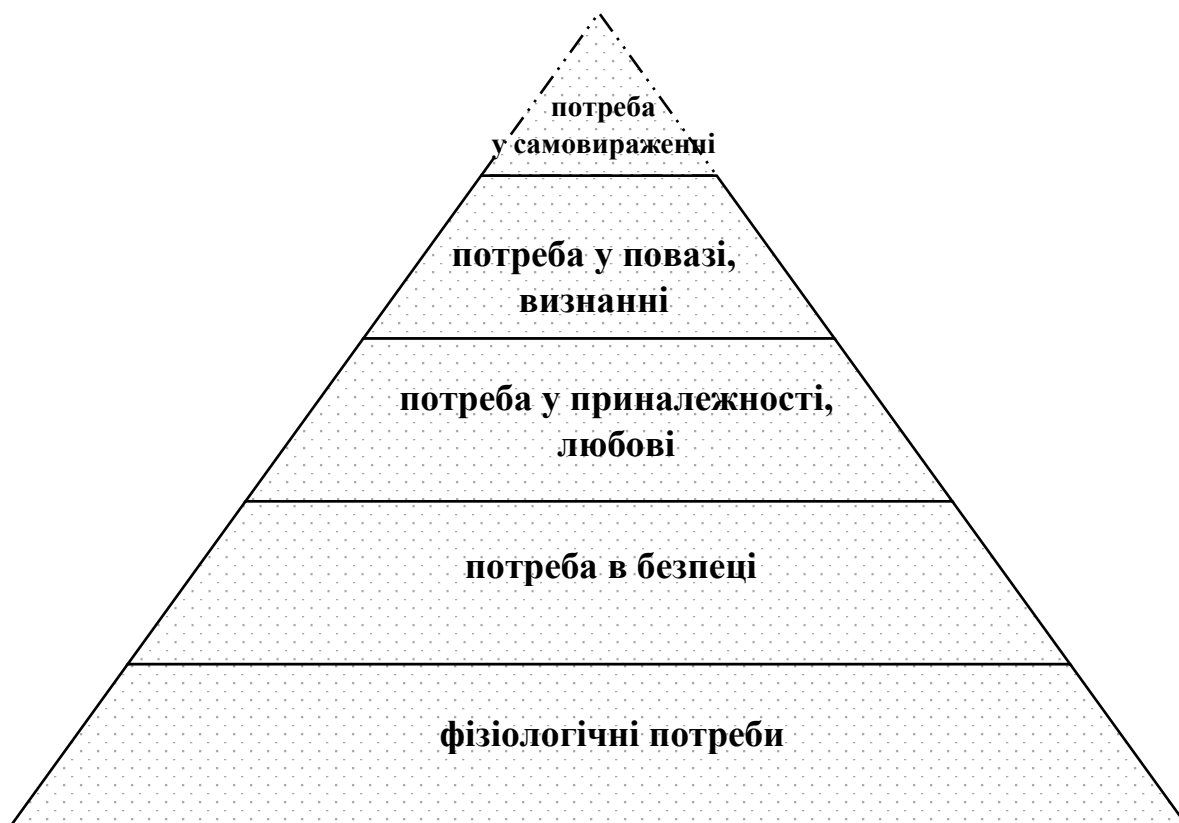 потреба
у самовираженні
потреба у повазі,
визнанні
потреба у приналежності,
любові
потреба в безпеці
фізіологічні потреби